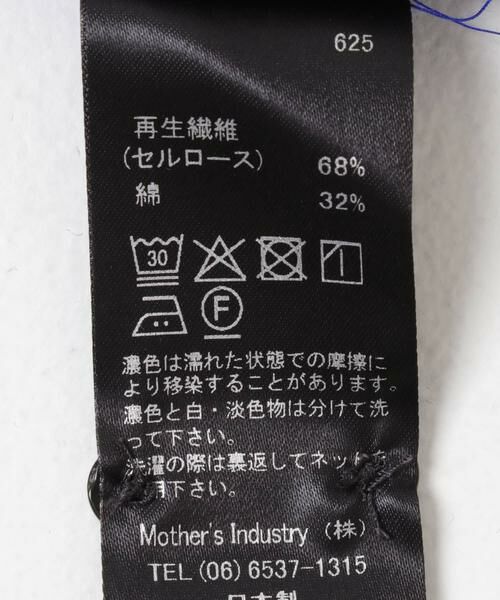 625
再生繊維
(セルロース) 68%
綿 32%
30
F
濃色は濡れた状態での摩擦に
より移染することがあります。
濃色と白・淡色物は分けて洗
って下さい。
洗濯の際は裏返してネットを
用下さい。
Mother's Industry (株)
TEL (06) 6537-1315
日本製